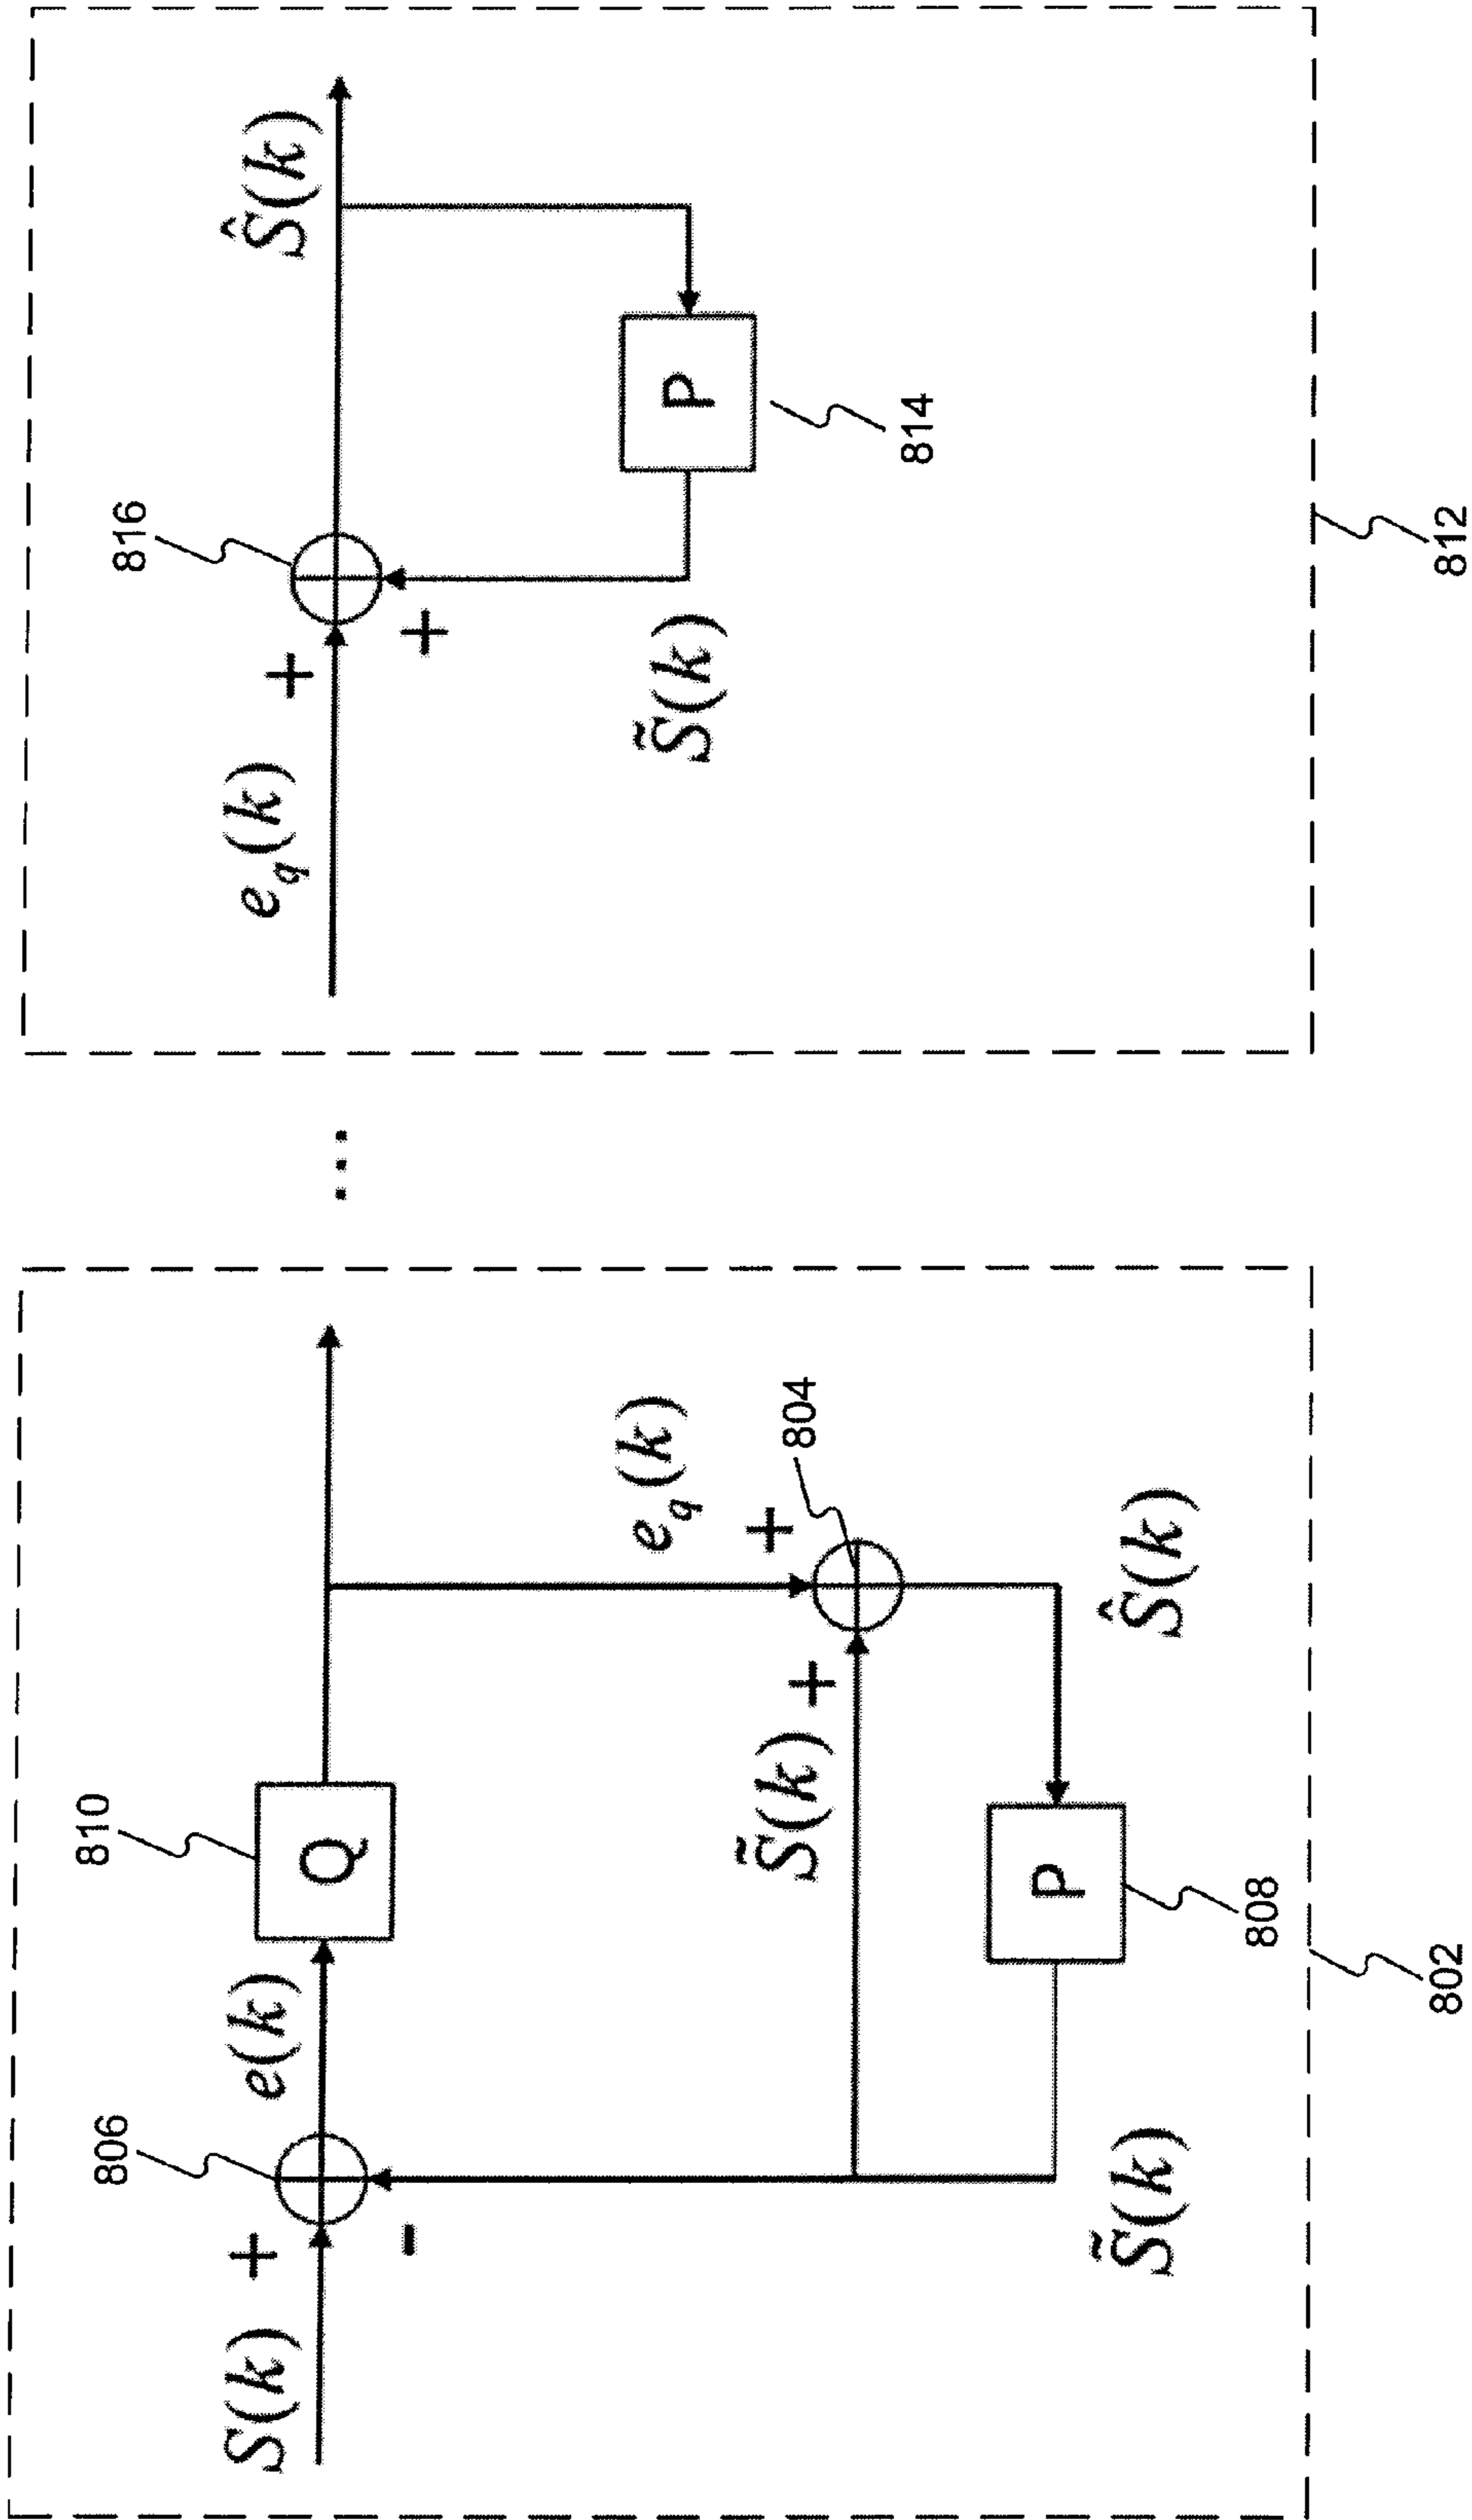 806
810
S(k)
+
e(k)
Q
-
e_q(k)
+
804
S̃(k)
+
S̃(k)
P
808
Ŝ(k)
802
...
816
e_q(k)
+
Ŝ(k)
+
S̃(k)
P
814
812